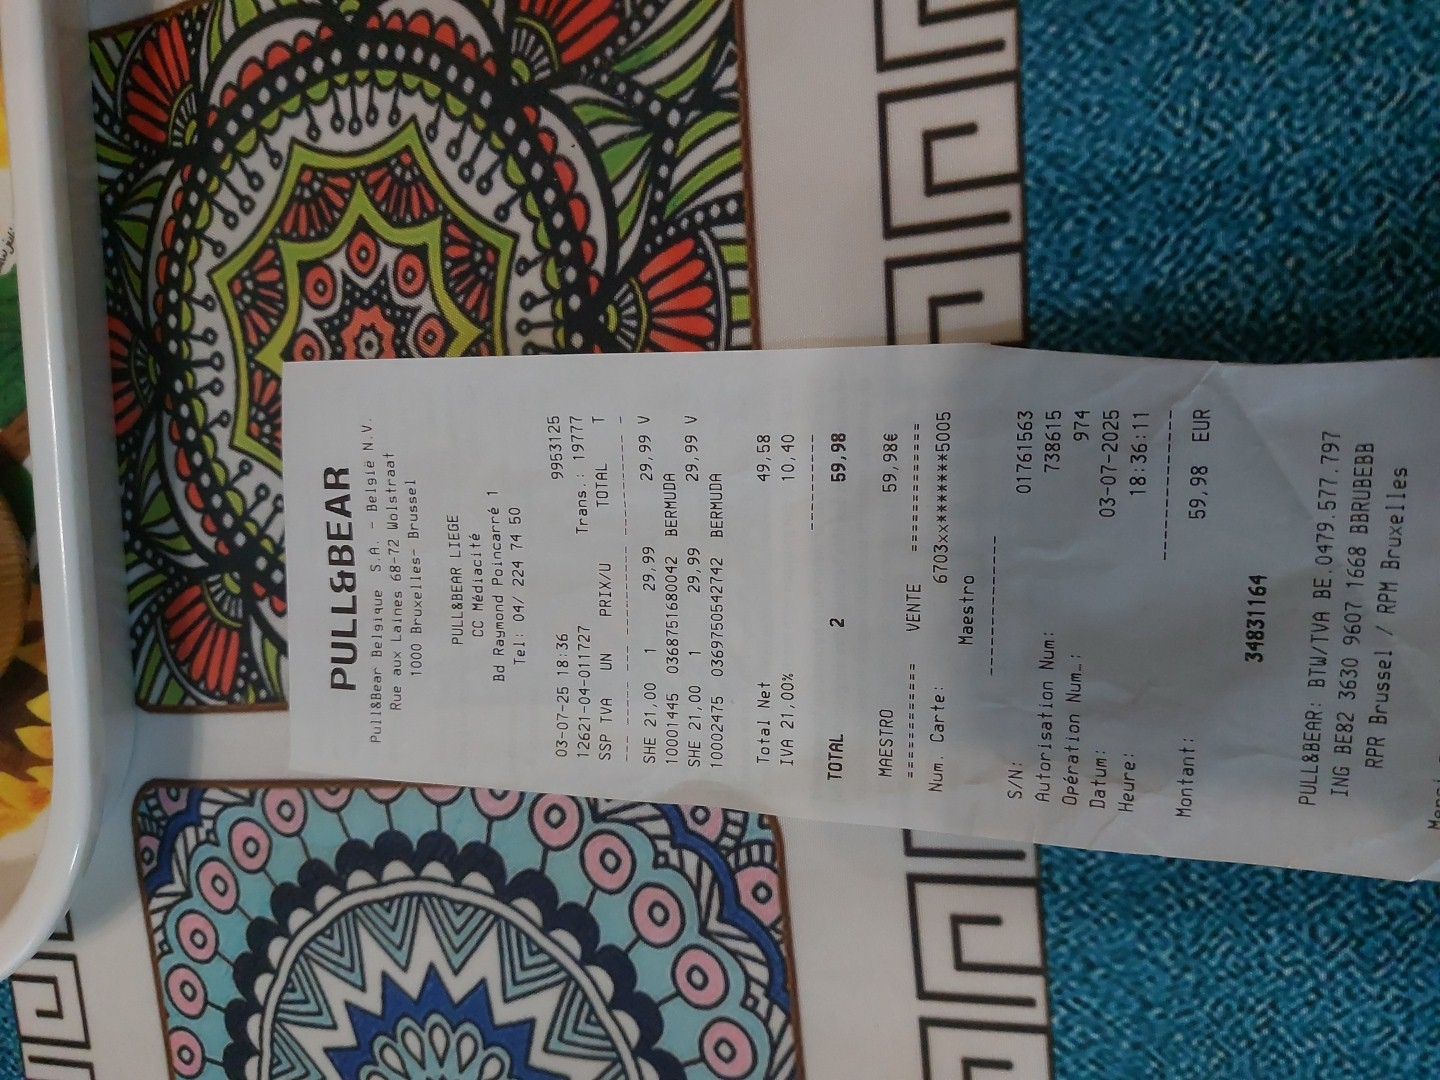 PULL&BEAR
Pull&Bear Belgique S.A. - België N.V.
Rue aux Laines 68-72 Wolstraat
1000 Bruxelles- Brussel
PULL&BEAR LIEGE
CC Médiacité
Bd Raymond Poincarré 1
Tel: 04/ 224 74 50
03-07-25 18:36 9953125
12621-04-011727 Trans.: 19777
SSP TVA UN PRIX/U TOTAL T
SHE 21,00 1 29,99 29,99 V
10001445 0368751680042 BERMUDA
SHE 21,00 1 29,99 29,99 V
10002475 03697505427​42 BERMUDA
Total Net 49,58
IVA 21,00% 10,40
TOTAL 2 59,98
MAESTRO 59,98€
============ VENTE ============
Num. Carte: 6703xx********5005
Maestro
S/N: 01761563
Autorisation Num: 738615
Opération Num.: 974
Datum: 03-07-2025
Heure: 18:36:11
Montant: 59,98 EUR
34831164
PULL&BEAR: BTW/TVA BE.0479.577.797
ING BE82 3630 9607 1668 BBRUBEBB
RPR Brussel / RPM Bruxelles